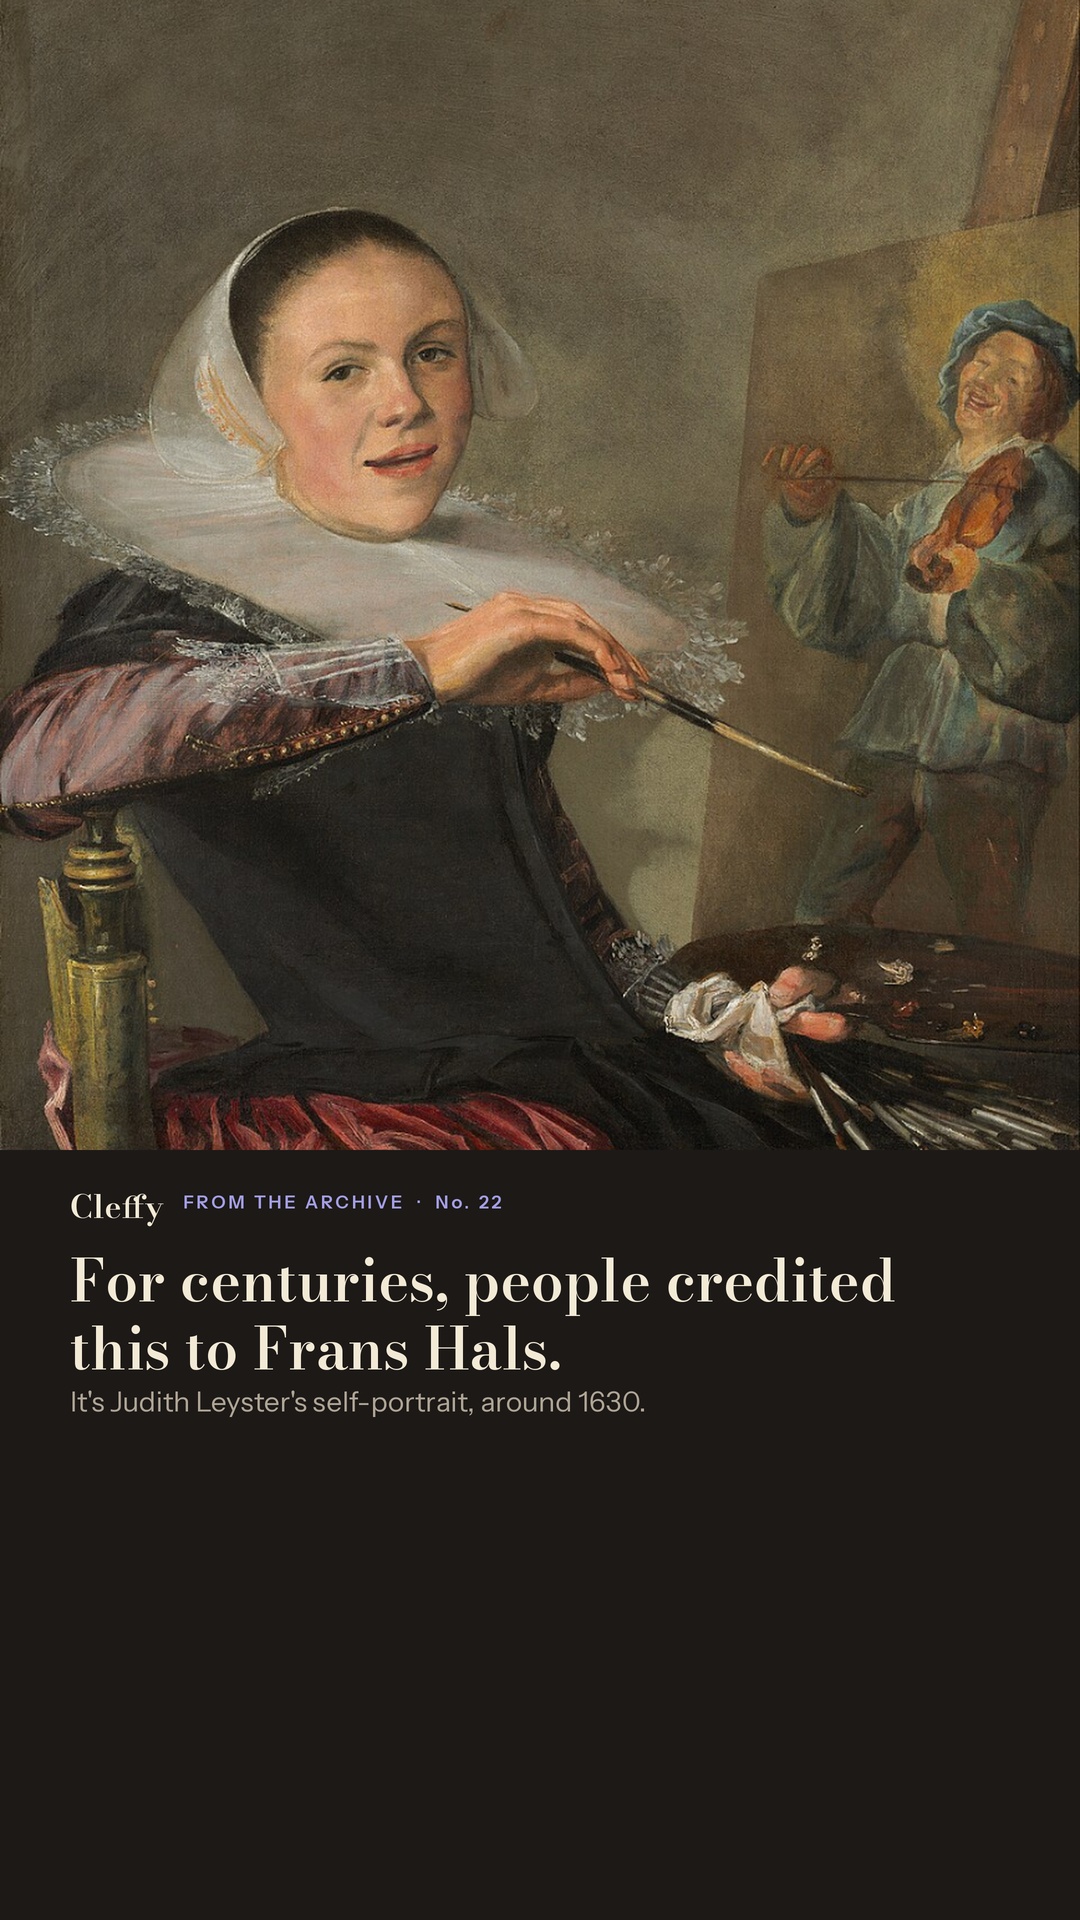 Cleffy FROM THE ARCHIVE · No. 22
For centuries, people credited
this to Frans Hals.
It's Judith Leyster's self-portrait, around 1630.